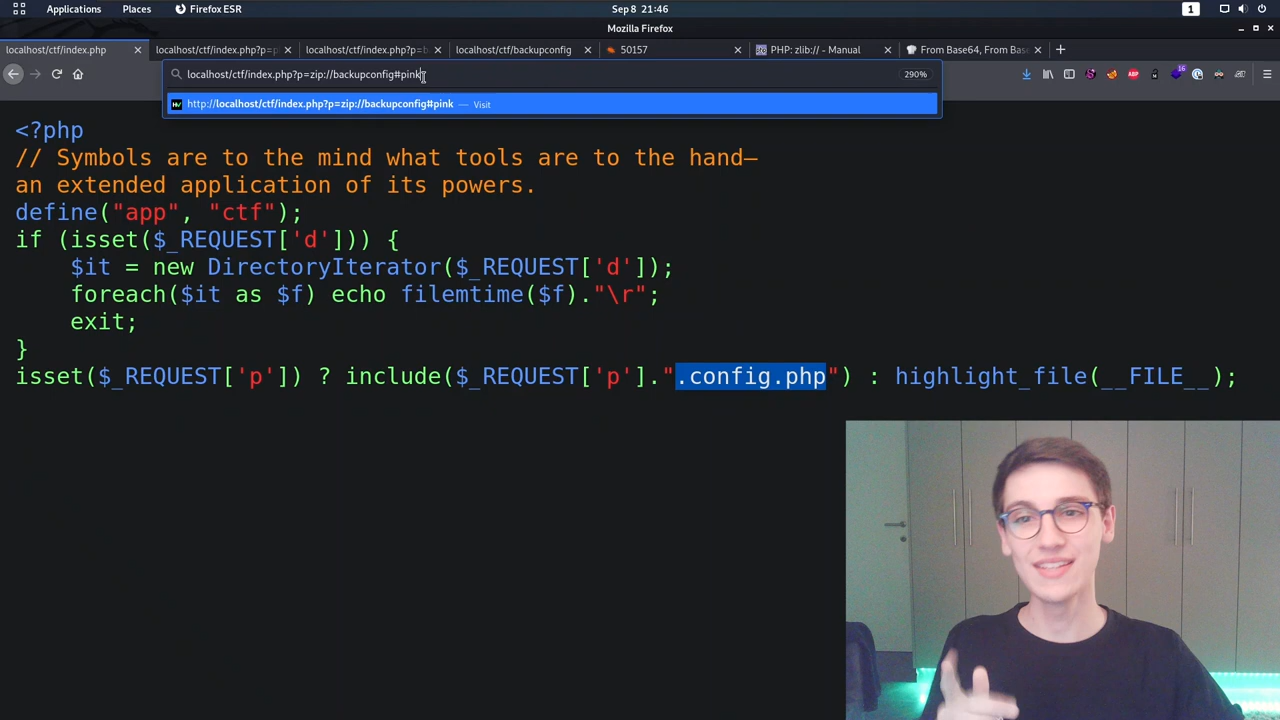 Applications Places Firefox ESR Sep 8 21:46 1
Mozilla Firefox
localhost/ctf/index.php localhost/ctf/index.php?p=p localhost/ctf/index.php?p=b localhost/ctf/backupconfig 50157 PHP: zlib:// - Manual From Base64, From Bas
localhost/ctf/index.php?p=zip://backupconfig#pink 290% 16 ABP
http://localhost/ctf/index.php?p=zip://backupconfig#pink — Visit
<?php
// Symbols are to the mind what tools are to the hand—
an extended application of its powers.
define("app", "ctf");
if (isset($_REQUEST['d'])) {
    $it = new DirectoryIterator($_REQUEST['d']);
    foreach($it as $f) echo filemtime($f)."\r";
    exit;
}
isset($_REQUEST['p']) ? include($_REQUEST['p'].".config.php") : highlight_file(__FILE__);